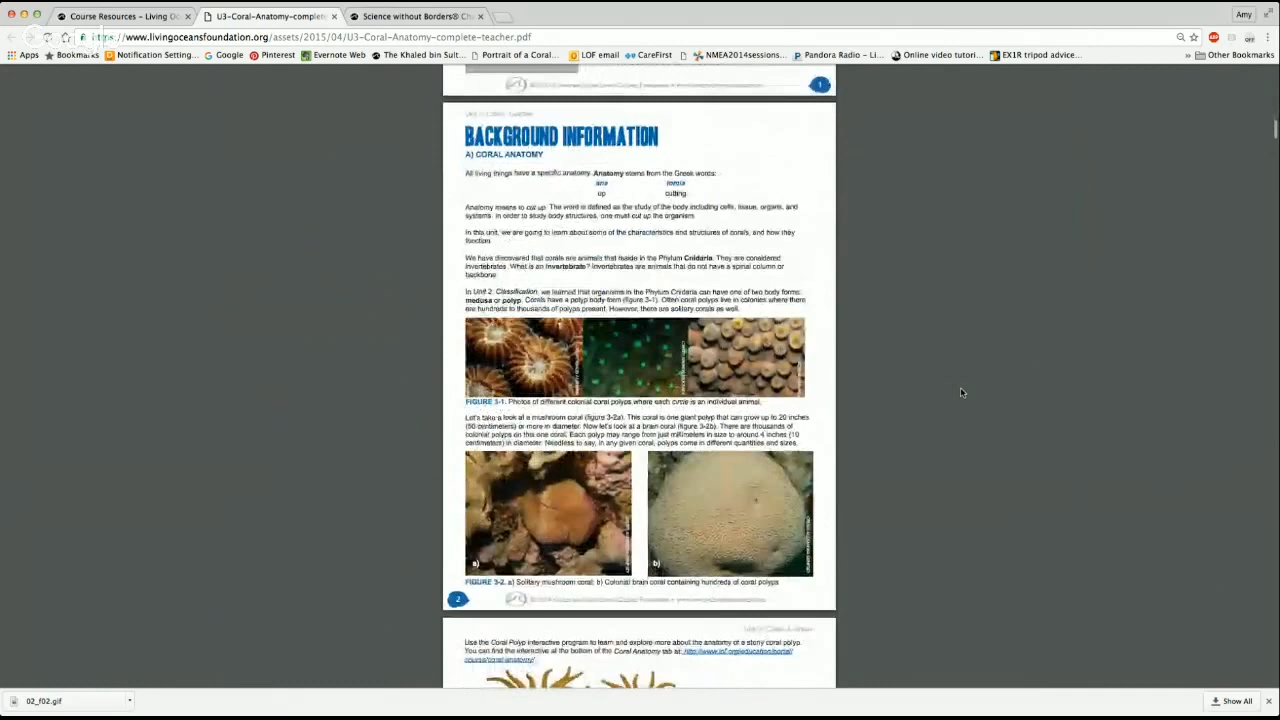 Course Resources – Living Oc
U3-Coral-Anatomy-complete
Science without Borders® Ch
Amy
https://www.livingoceansfoundation.org/assets/2015/04/U3-Coral-Anatomy-complete-teacher.pdf
Apps
Bookmarks
Notification Setting...
Google
Pinterest
Evernote Web
The Khaled bin Sult...
Portrait of a Coral...
LOF email
CareFirst
NMEA2014sessions...
Pandora Radio – Li...
Online video tutori...
EX1R tripod advice...
»
Other Bookmarks
1
BACKGROUND INFORMATION
A) CORAL ANATOMY
All living things have a specific anatomy. Anatomy stems from the Greek words:
ana tomia
up cutting
Anatomy means to cut up. The word is defined as the study of the body including cells, tissue, organs, and
systems. In order to study body structures, one must cut up the organism.
In this unit, we are going to learn about some of the characteristics and structures of corals, and how they
function.
We have discovered that corals are animals that reside in the Phylum Cnidaria. They are considered
invertebrates. What is an invertebrate? Invertebrates are animals that do not have a spinal column or
backbone.
In Unit 2: Classification, we learned that organisms in the Phylum Cnidaria can have one of two body forms:
medusa or polyp. Corals have a polyp body form (figure 3-1). Often coral polyps live in colonies where there
are hundreds to thousands of polyps present. However, there are solitary corals as well.
FIGURE 3-1. Photos of different colonial coral polyps where each circle is an individual animal.
Let's take a look at a mushroom coral (figure 3-2a). This coral is one giant polyp that can grow up to 20 inches
(50 centimeters) or more in diameter. Now let's look at a brain coral (figure 3-2b). There are thousands of
colonial polyps on this one coral. Each polyp may range from just millimeters in size to around 4 inches (10
centimeters) in diameter. Needless to say, in any given coral, polyps come in different quantities and sizes.
a)
b)
FIGURE 3-2. a) Solitary mushroom coral; b) Colonial brain coral containing hundreds of coral polyps
2
Use the Coral Polyp interactive program to learn and explore more about the anatomy of a stony coral polyp.
You can find the interactive at the bottom of the Coral Anatomy tab at: http://www.lof.org/education/portal/
course/coral-anatomy/
02_f02.gif
Show All